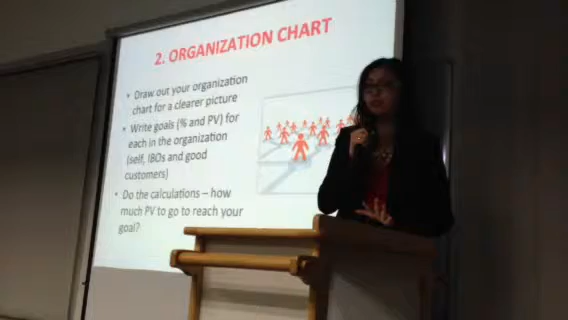 2. ORGANIZATION CHART
• Draw out your organization
chart for a clearer picture
• Write goals (% and PV) for
each in the organization
(self, IBOs and good
customers)
• Do the calculations – how
much PV to go to reach your
goal?